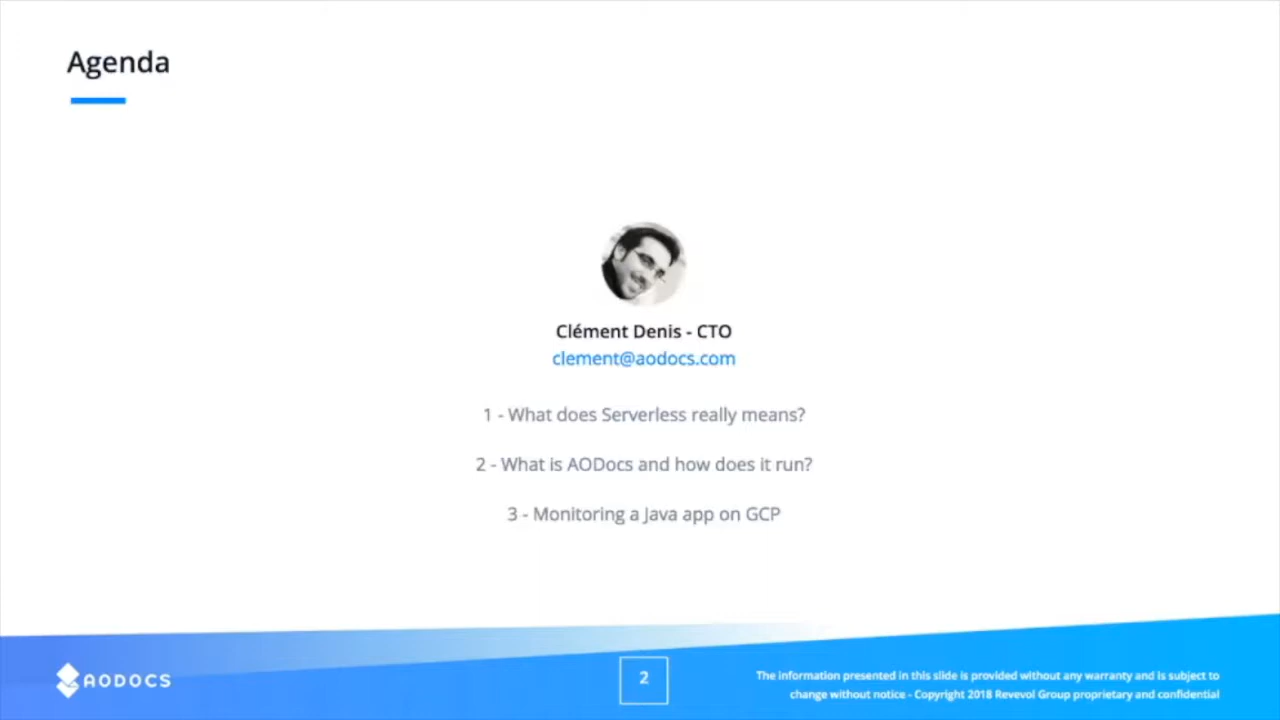 Agenda
Clément Denis - CTO
clement@aodocs.com
1 - What does Serverless really means?
2 - What is AODocs and how does it run?
3 - Monitoring a Java app on GCP
AODOCS
2
The information presented in this slide is provided without any warranty and is subject to
change without notice - Copyright 2018 Revevol Group proprietary and confidential